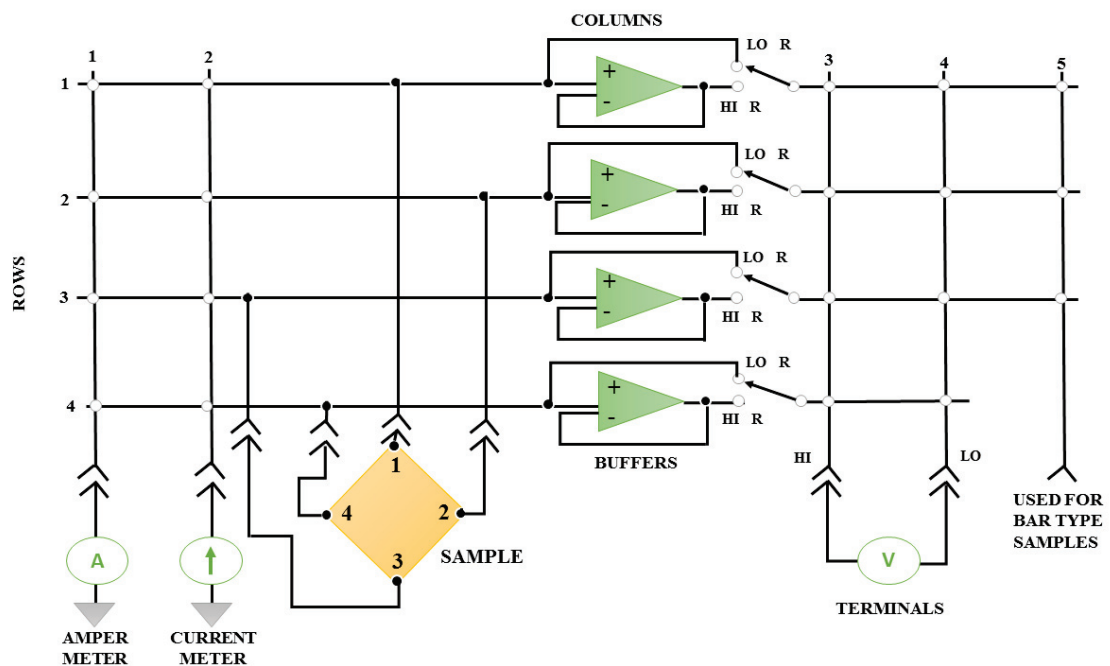 COLUMNS
1 2 3 4 5
LO R
1
+
-
HI R
LO R
2
+
-
HI R
LO R
ROWS
3
+
-
HI R
LO R
4
+
-
HI R
1
BUFFERS
HI
LO
4
2
USED FOR
BAR TYPE
SAMPLES
SAMPLE
3
A
V
TERMINALS
AMPER
METER
CURRENT
METER